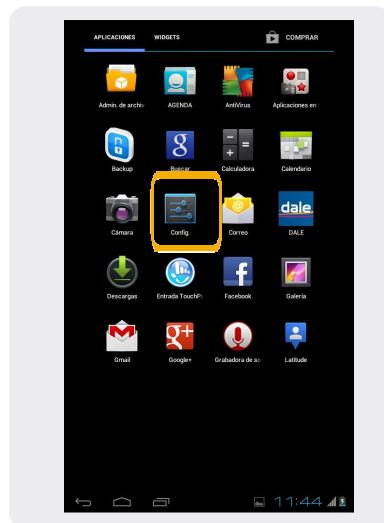 APLICACIONES WIDGETS COMPRAR
Admin. de archiv AGENDA AntiVirus Aplicaciones en
Backup Buscar Calculadora Calendario
Cámara Config. Correo DALE
dale
Descargas Entrada TouchP Facebook Galería
Gmail Google+ Grabadora de so Latitude
11:44